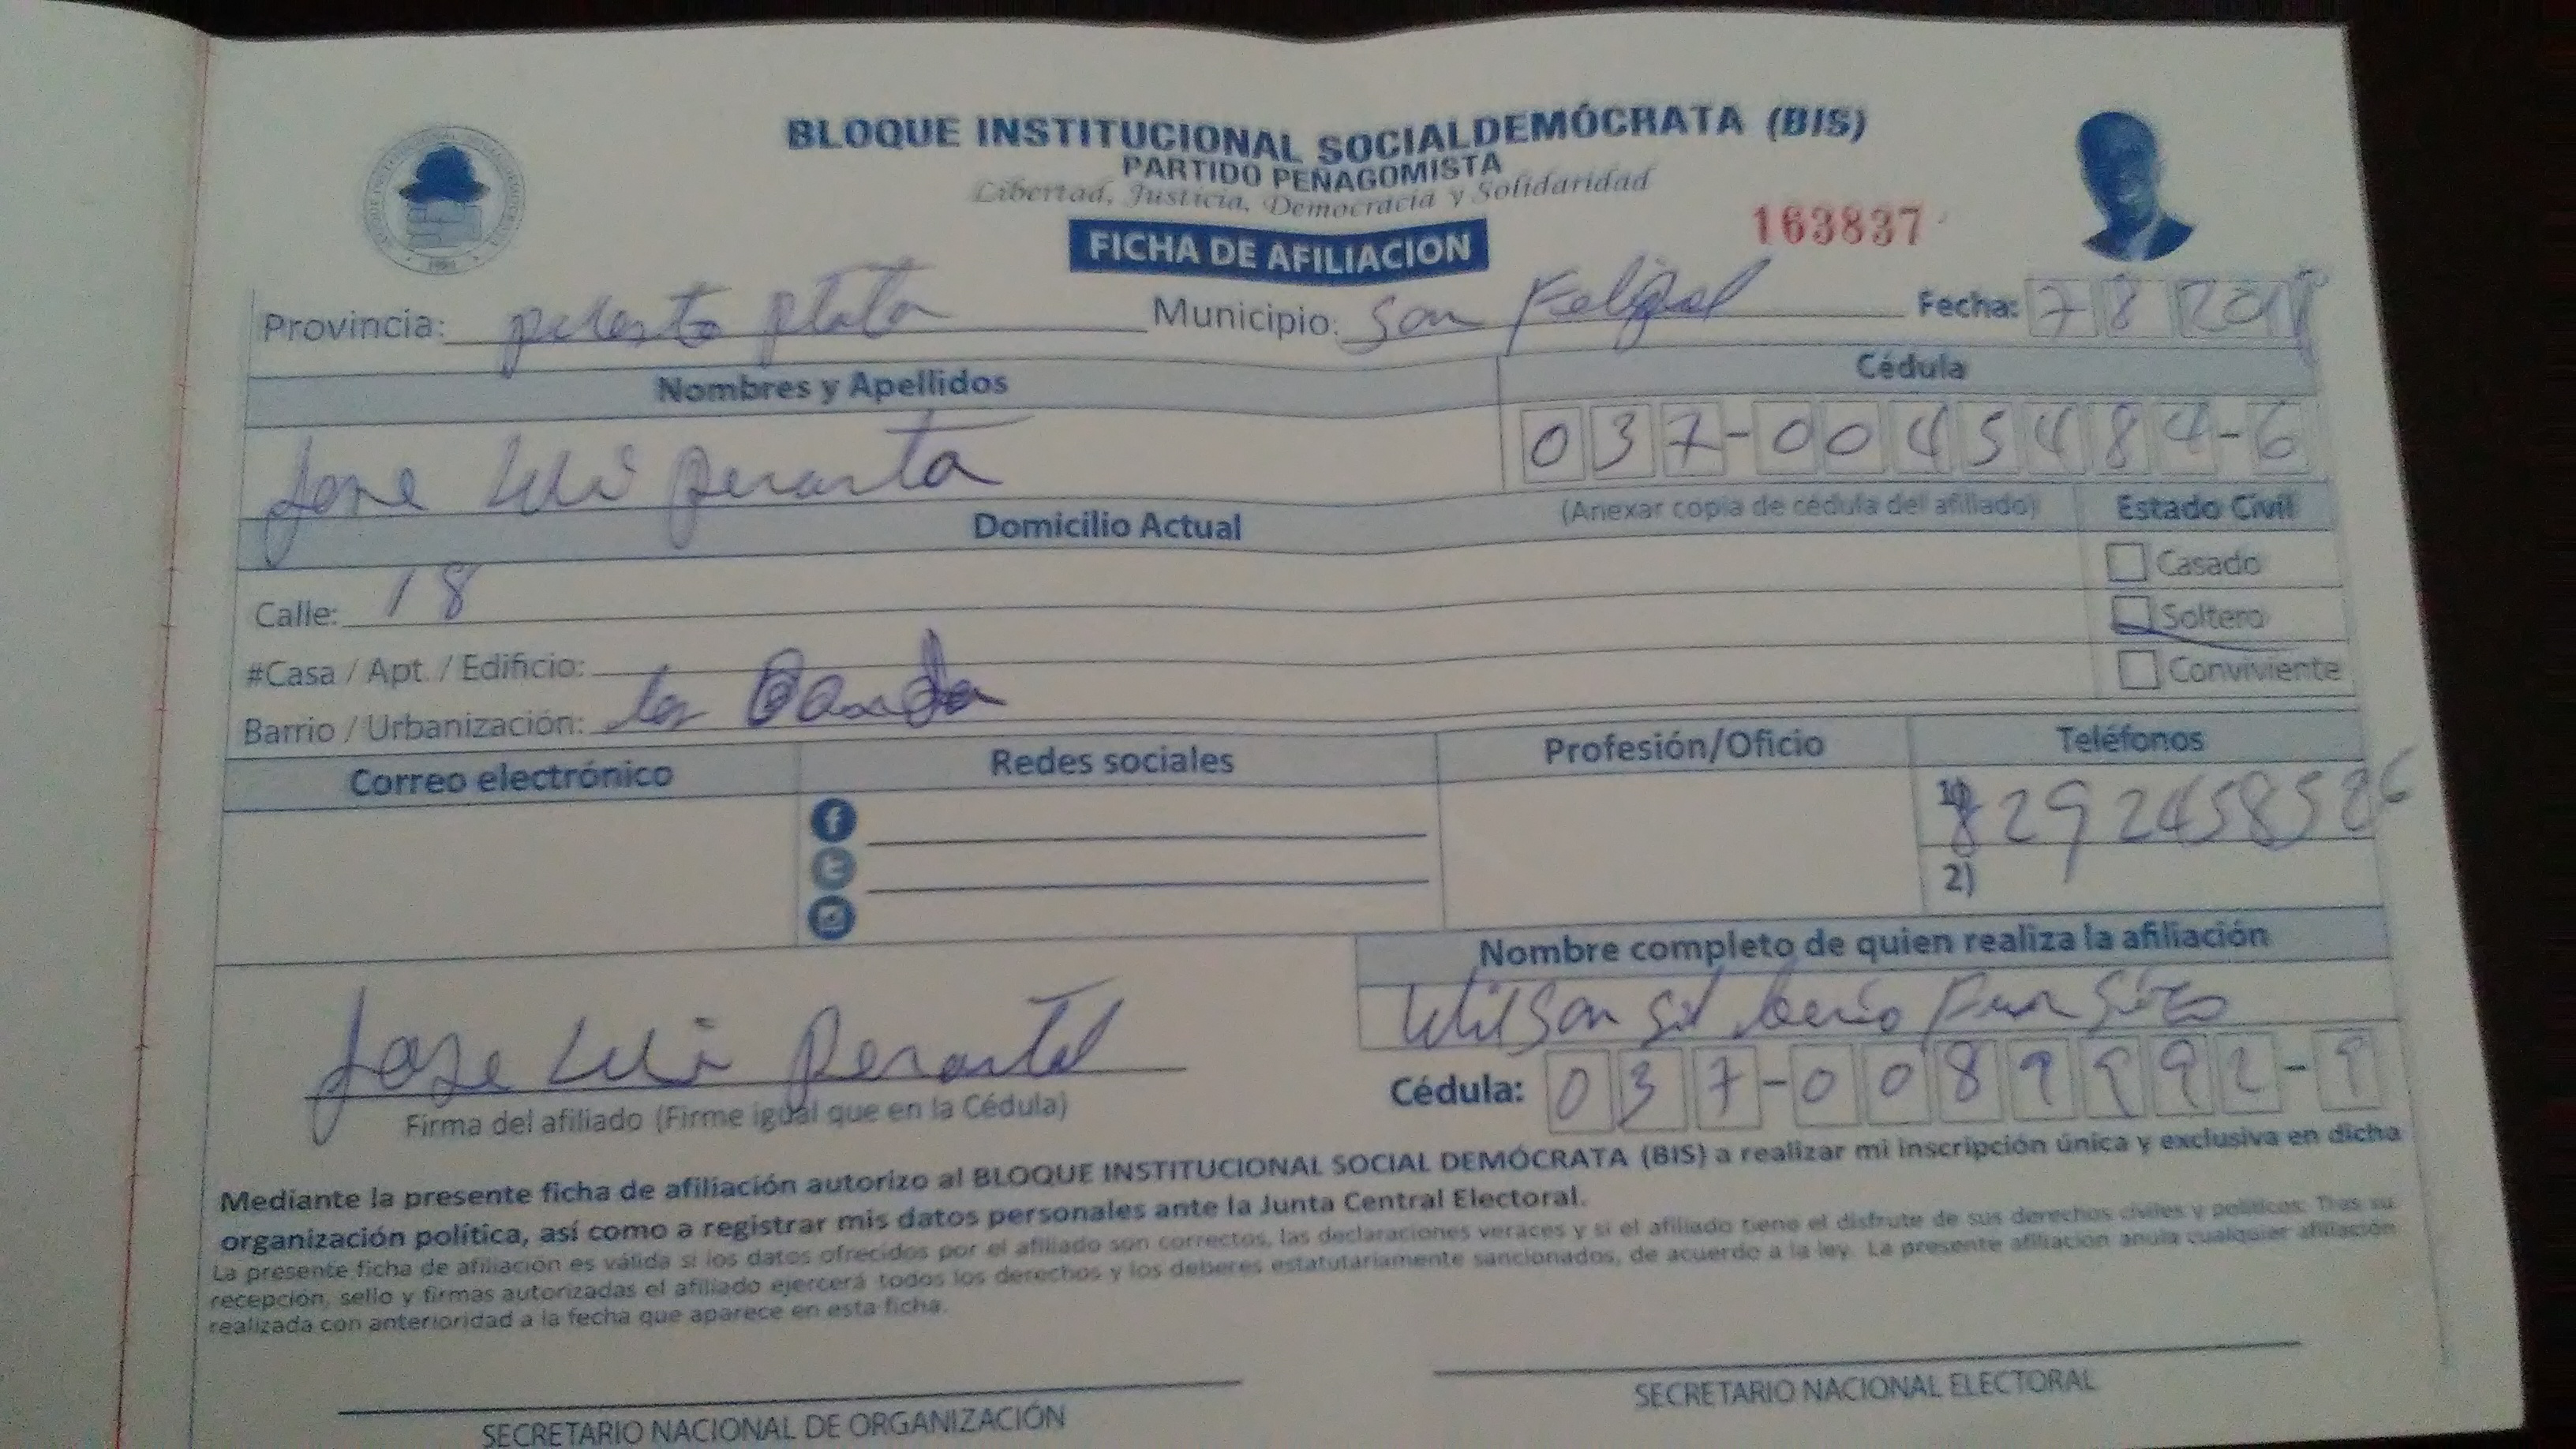 BLOQUE INSTITUCIONAL SOCIALDEMÓCRATA (BIS)
PARTIDO PEÑAGOMISTA
Libertad, Justicia, Democracia y Solidaridad
FICHA DE AFILIACION
163837
Provincia: puerto plata Municipio: San Fecha: 7 8 201
Nombres y Apellidos
Cédula
Jose Lui perarta
037-0045484-6
Domicilio Actual
(Anexar copia de cédula del afiliado)
Estado Civil
Calle: 18
Casado
#Casa / Apt. / Edificio:
Soltero
Barrio / Urbanización:
Conviviente
Correo electrónico
Redes sociales
Profesión/Oficio
Teléfonos
1) 8292458586
2)
Nombre completo de quien realiza la afiliación
Wilson
Jose Lui
Firma del afiliado (Firme igual que en la Cédula)
Cédula: 037-0089992-9
Mediante la presente ficha de afiliación autorizo al BLOQUE INSTITUCIONAL SOCIAL DEMÓCRATA (BIS) a realizar mi inscripción única y exclusiva en dicha
organización política, así como a registrar mis datos personales ante la Junta Central Electoral.
La presente ficha de afiliación es válida si los datos ofrecidos por el afiliado son correctos, las declaraciones veraces y si el afiliado tiene el disfrute de sus derechos civiles y políticos. Tras su
recepción, sello y firmas autorizadas el afiliado ejercerá todos los derechos y los deberes estatutariamente sancionados, de acuerdo a la ley. La presente afiliación anula cualquier afiliación
realizada con anterioridad a la fecha que aparece en esta ficha.
SECRETARIO NACIONAL DE ORGANIZACIÓN
SECRETARIO NACIONAL ELECTORAL